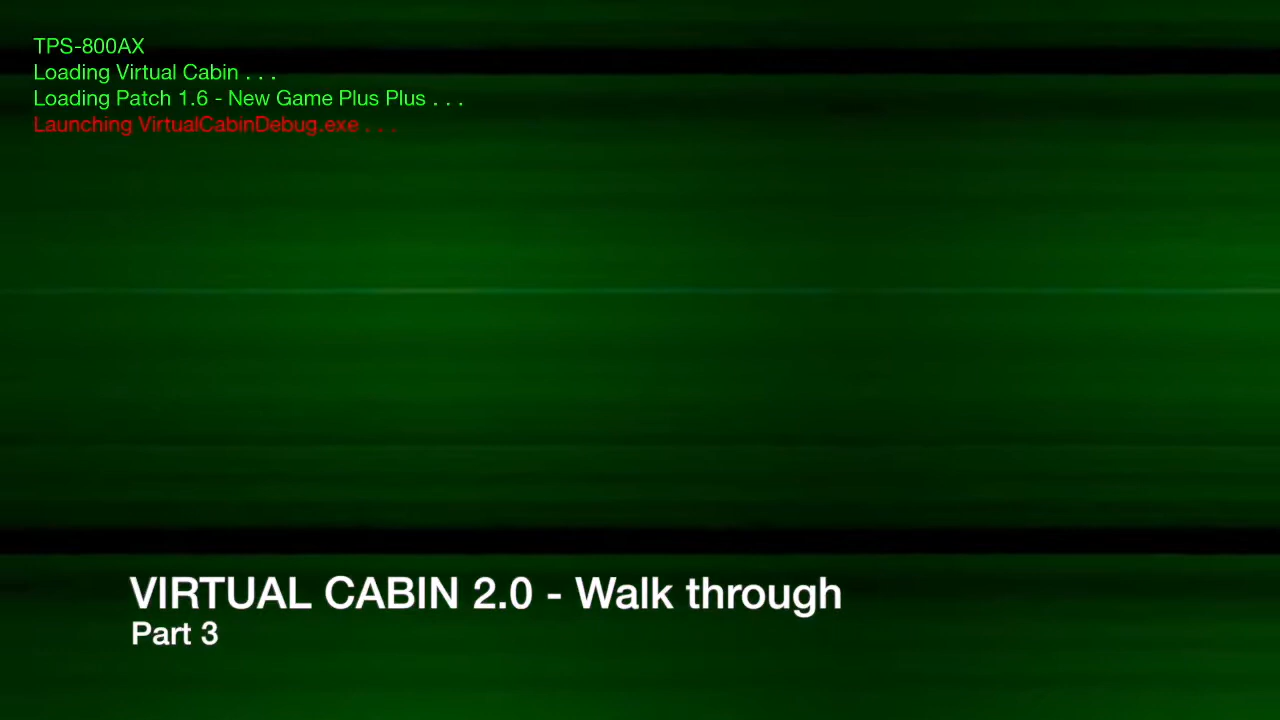 TPS-800AX
Loading Virtual Cabin . . .
Loading Patch 1.6 - New Game Plus Plus . . .
Launching VirtualCabinDebug.exe . . .
VIRTUAL CABIN 2.0 - Walk through
Part 3